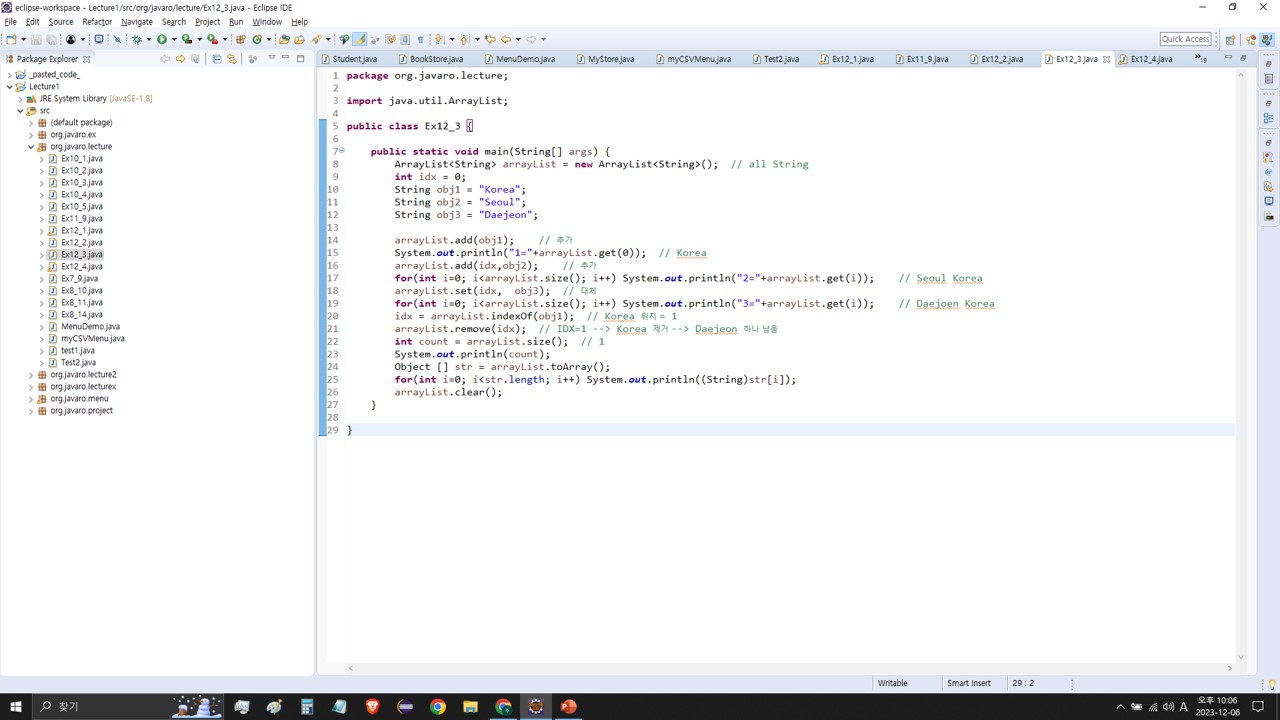 eclipse-workspace - Lecture1/src/org/javaro/lecture/Ex12_3.java - Eclipse IDE
File Edit Source Refactor Navigate Search Project Run Window Help
Quick Access
Package Explorer
_pasted_code_
Lecture1
JRE System Library [JavaSE-1.8]
src
(default package)
org.javaro.ex
org.javaro.lecture
Ex10_1.java
Ex10_2.java
Ex10_3.java
Ex10_4.java
Ex10_5.java
Ex11_9.java
Ex12_1.java
Ex12_2.java
Ex12_3.java
Ex12_4.java
Ex7_9.java
Ex8_10.java
Ex8_11.java
Ex8_14.java
MenuDemo.java
myCSVMenu.java
test1.java
Test2.java
org.javaro.lecture2
org.javaro.lecturex
org.javaro.menu
org.javaro.project
Student.java BookStore.java MenuDemo.java MyStore.java myCSVMenu.java Test2.java Ex12_1.java Ex11_9.java Ex12_2.java Ex12_3.java Ex12_4.java »19
1 package org.javaro.lecture;
2
3 import java.util.ArrayList;
4
5 public class Ex12_3 {
6
7 public static void main(String[] args) {
8 ArrayList<String> arrayList = new ArrayList<String>(); // all String
9 int idx = 0;
10 String obj1 = "Korea";
11 String obj2 = "Seoul";
12 String obj3 = "Daejeon";
13
14 arrayList.add(obj1); // 추가
15 System.out.println("1="+arrayList.get(0)); // Korea
16 arrayList.add(idx,obj2); // 추가
17 for(int i=0; i<arrayList.size(); i++) System.out.println("2="+arrayList.get(i)); // Seoul Korea
18 arrayList.set(idx, obj3); // 대체
19 for(int i=0; i<arrayList.size(); i++) System.out.println("3="+arrayList.get(i)); // Daejoen Korea
20 idx = arrayList.indexOf(obj1); // Korea 위치 = 1
21 arrayList.remove(idx); // IDX=1 --> Korea 제거 --> Daejeon 하나 남음
22 int count = arrayList.size(); // 1
23 System.out.println(count);
24 Object [] str = arrayList.toArray();
25 for(int i=0; i<str.length; i++) System.out.println((String)str[i]);
26 arrayList.clear();
27 }
28
29 }
Writable Smart Insert 29 : 2
찾기
A 오후 10:06
2023-12-06